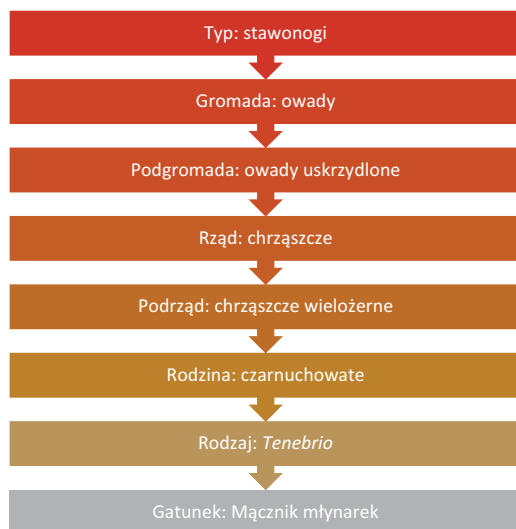 Typ: stawonogi
Gromada: owady
Podgromada: owady uskrzydlone
Rząd: chrząszcze
Podrząd: chrząszcze wielożerne
Rodzina: czarnuchowate
Rodzaj: Tenebrio
Gatunek: Mącznik młynarek